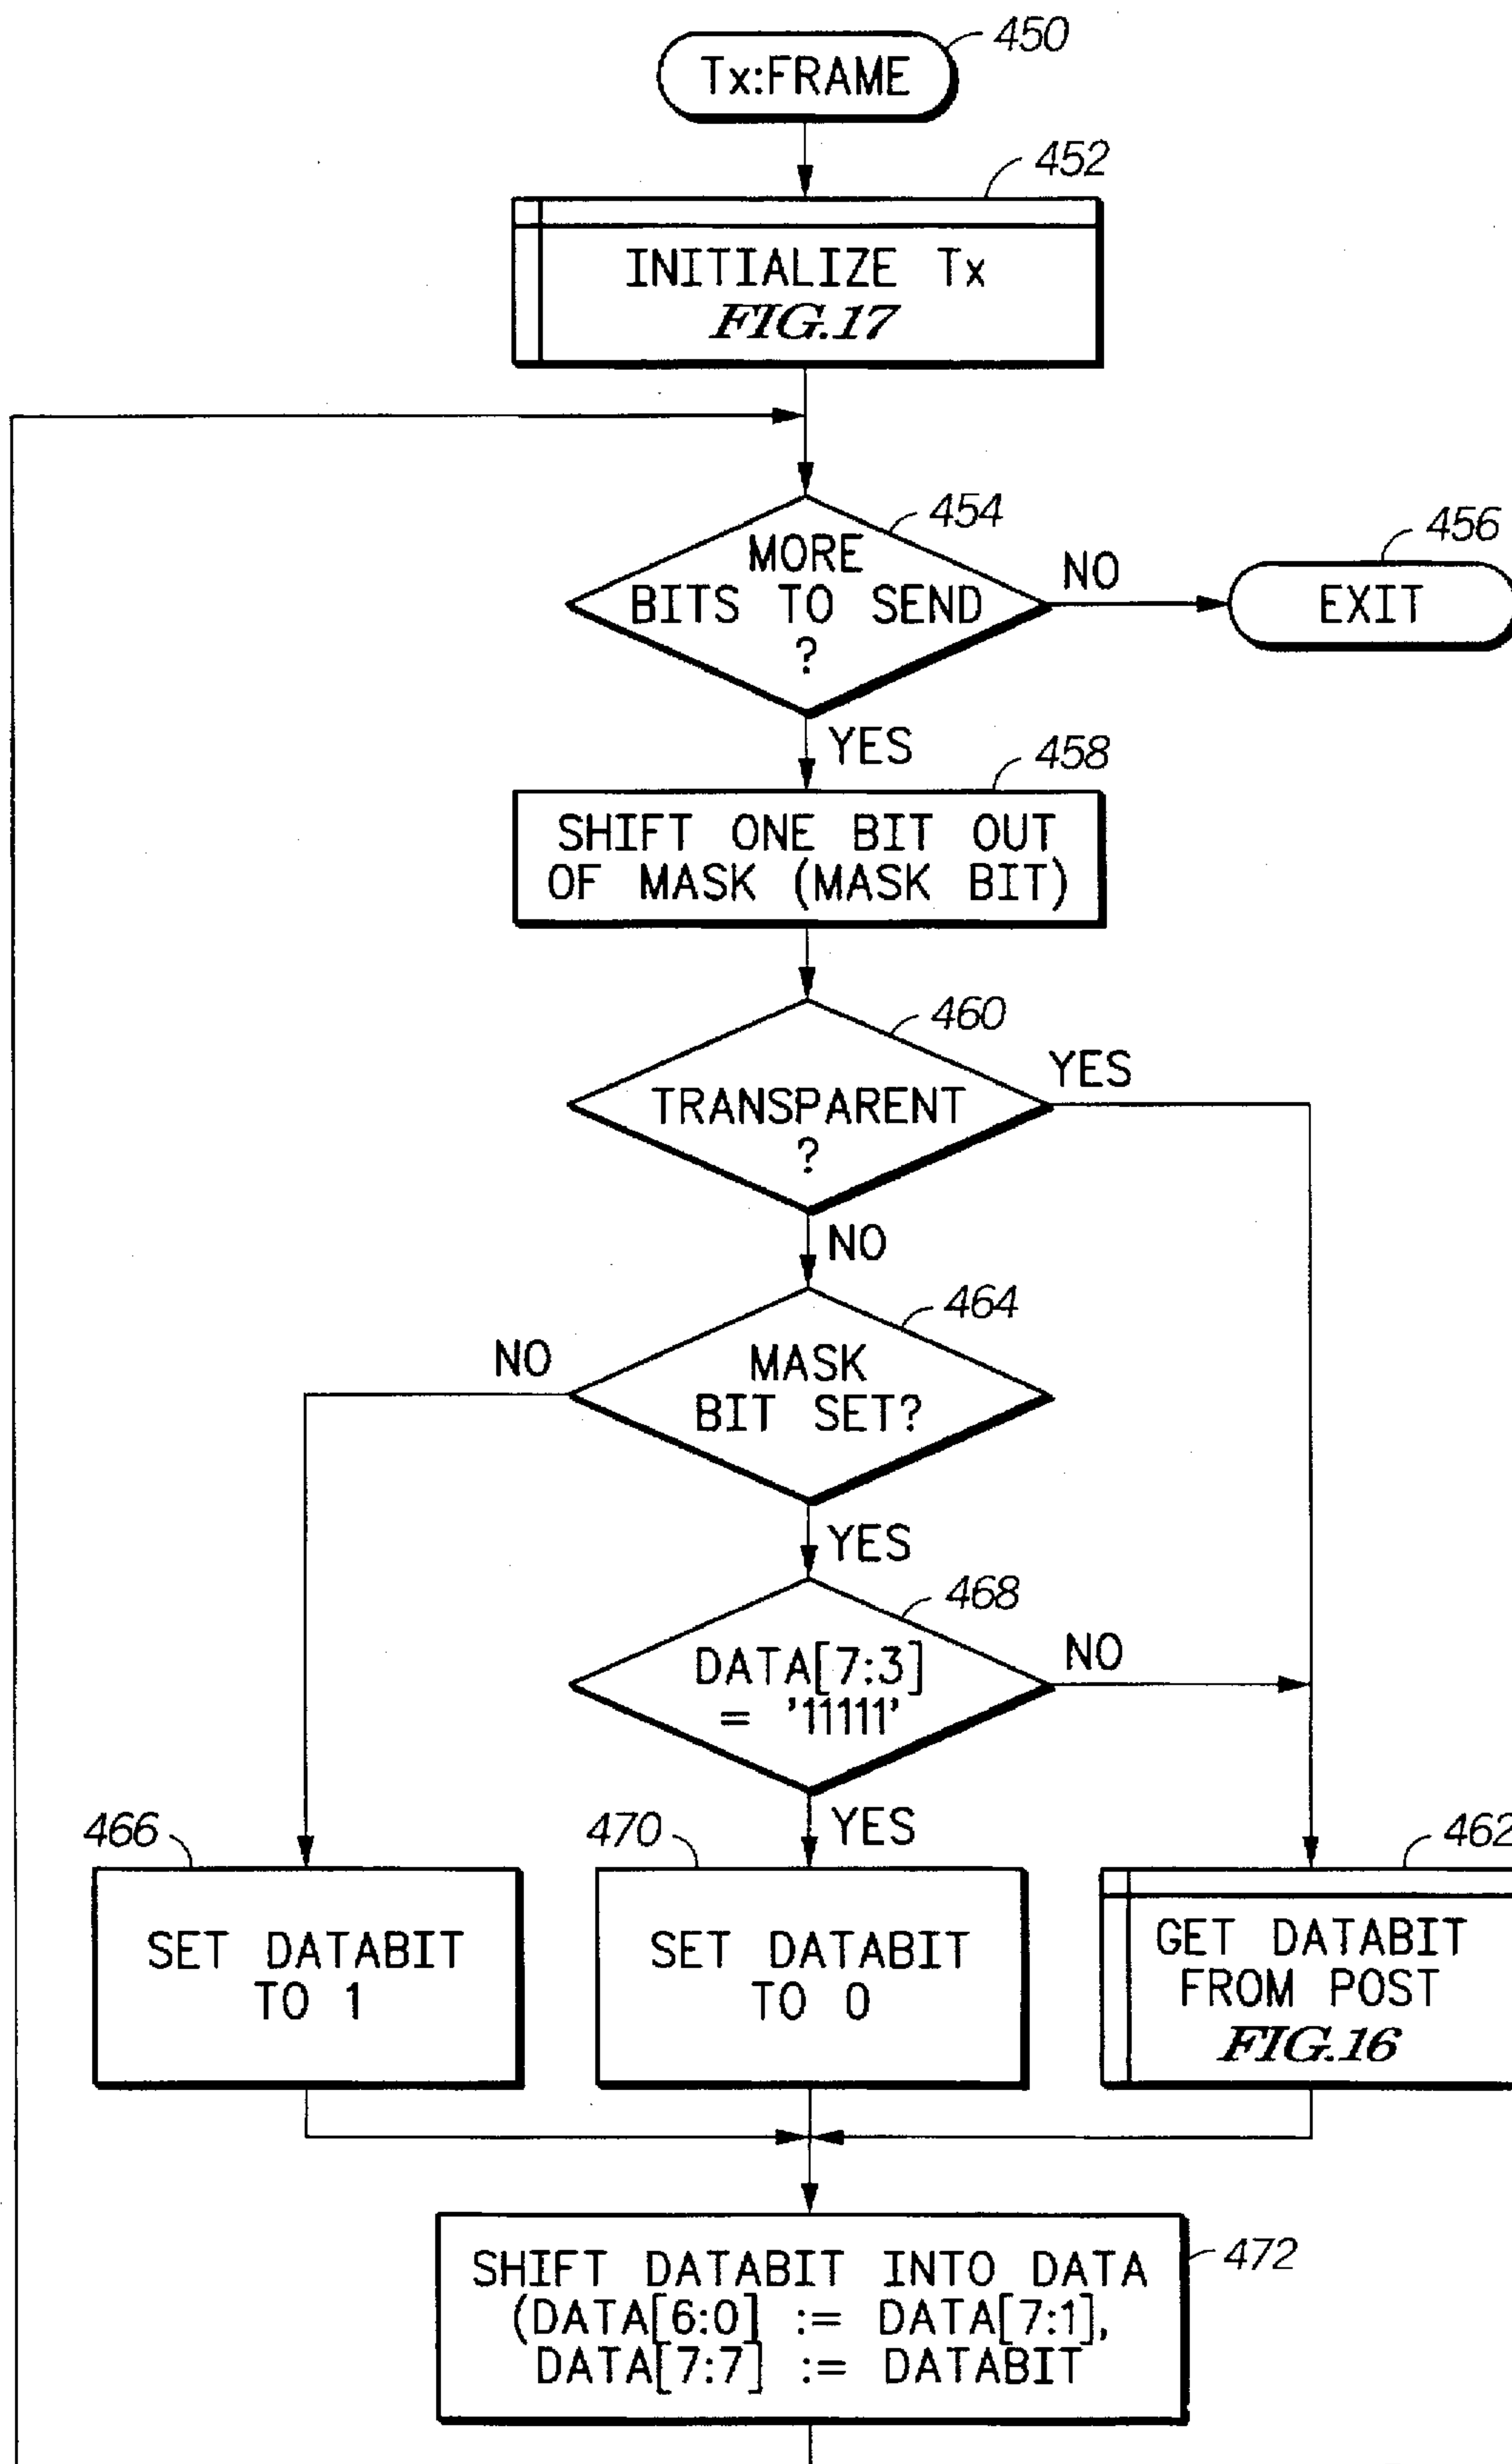 450
Tx:FRAME
452
INITIALIZE Tx
FIG.17
454
MORE
BITS TO SEND
?
NO
456
EXIT
YES
458
SHIFT ONE BIT OUT
OF MASK (MASK BIT)
460
TRANSPARENT
?
YES
NO
464
MASK
BIT SET?
NO
YES
468
DATA[7:3]
= '11111'
NO
YES
466
SET DATABIT
TO 1
470
SET DATABIT
TO 0
462
GET DATABIT
FROM POST
FIG.16
472
SHIFT DATABIT INTO DATA
(DATA[6:0] := DATA[7:1],
DATA[7:7] := DATABIT